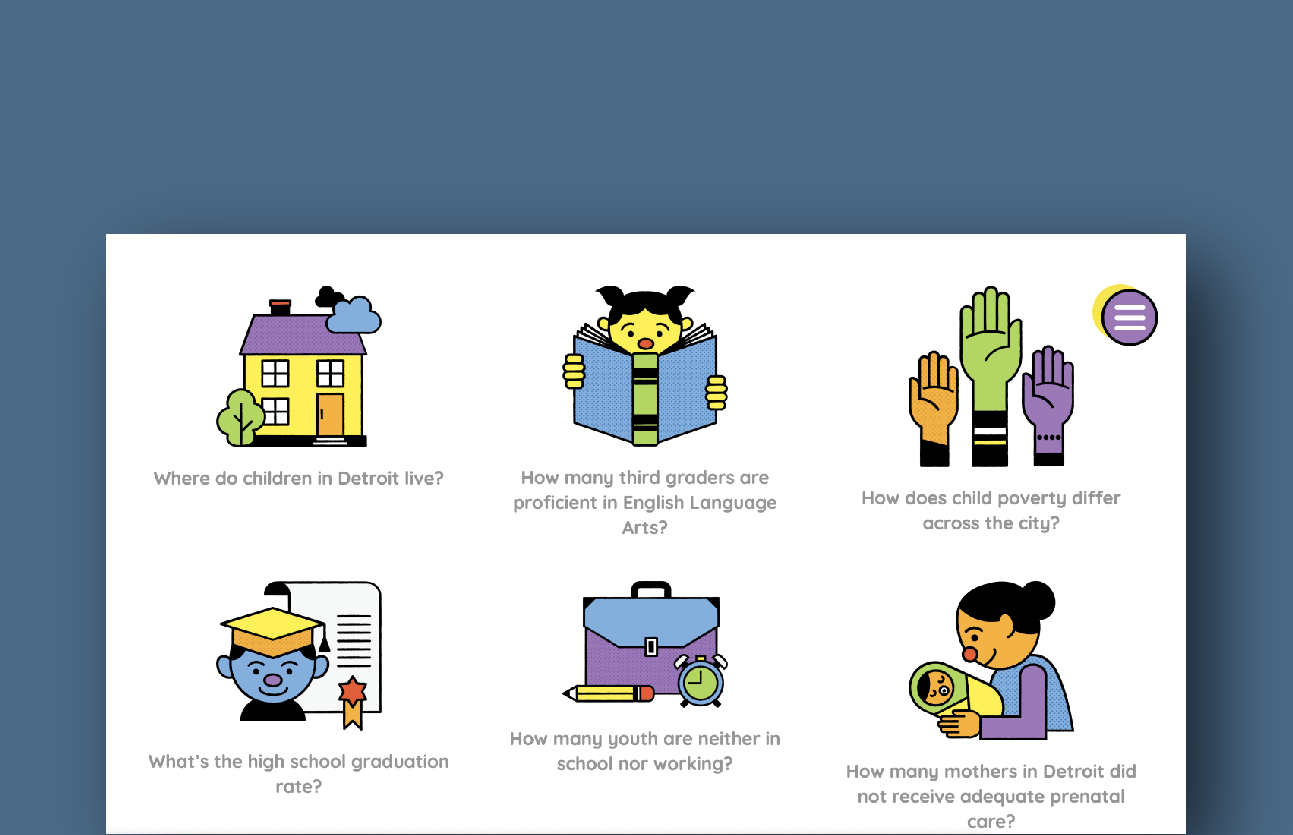 Where do children in Detroit live?
How many third graders are
proficient in English Language
Arts?
How does child poverty differ
across the city?
What's the high school graduation
rate?
How many youth are neither in
school nor working?
How many mothers in Detroit did
not receive adequate prenatal
care?